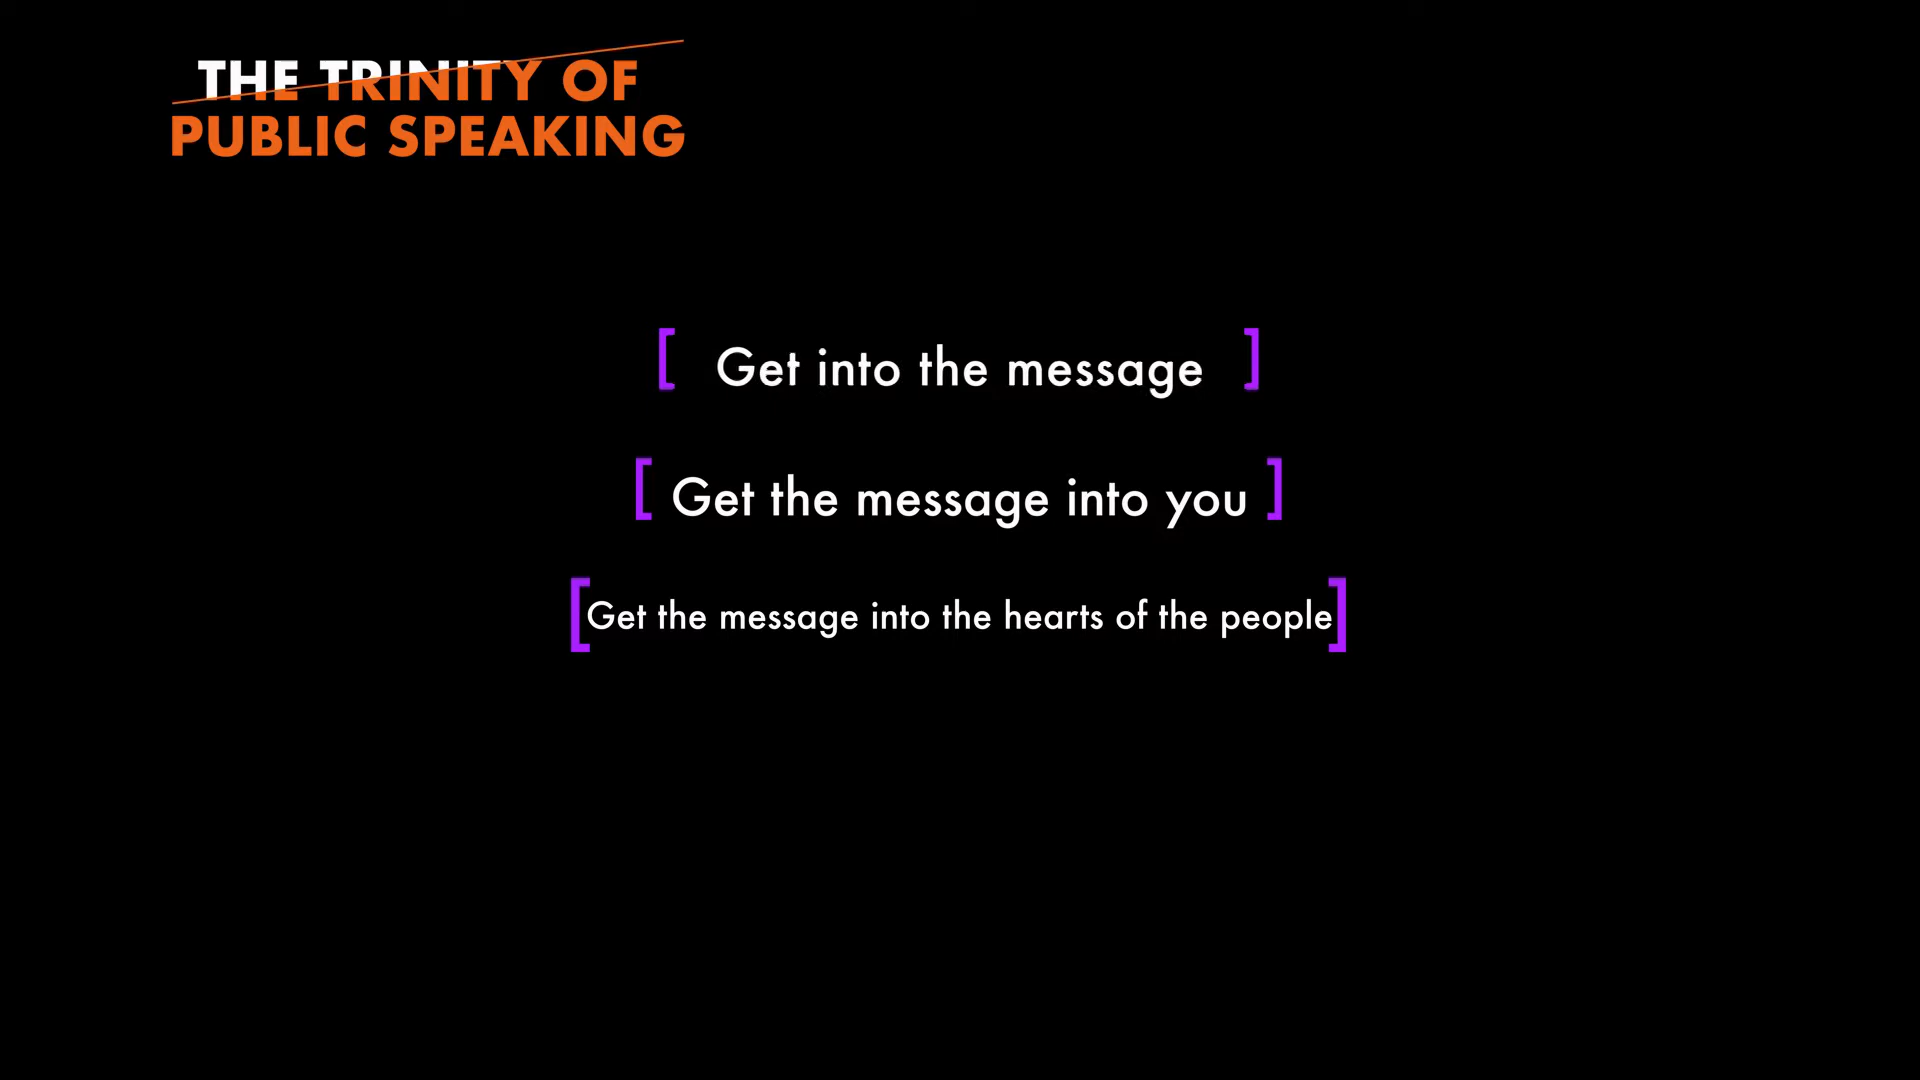 THE TRINITY OF
PUBLIC SPEAKING
[ Get into the message ]
[ Get the message into you ]
[Get the message into the hearts of the people]